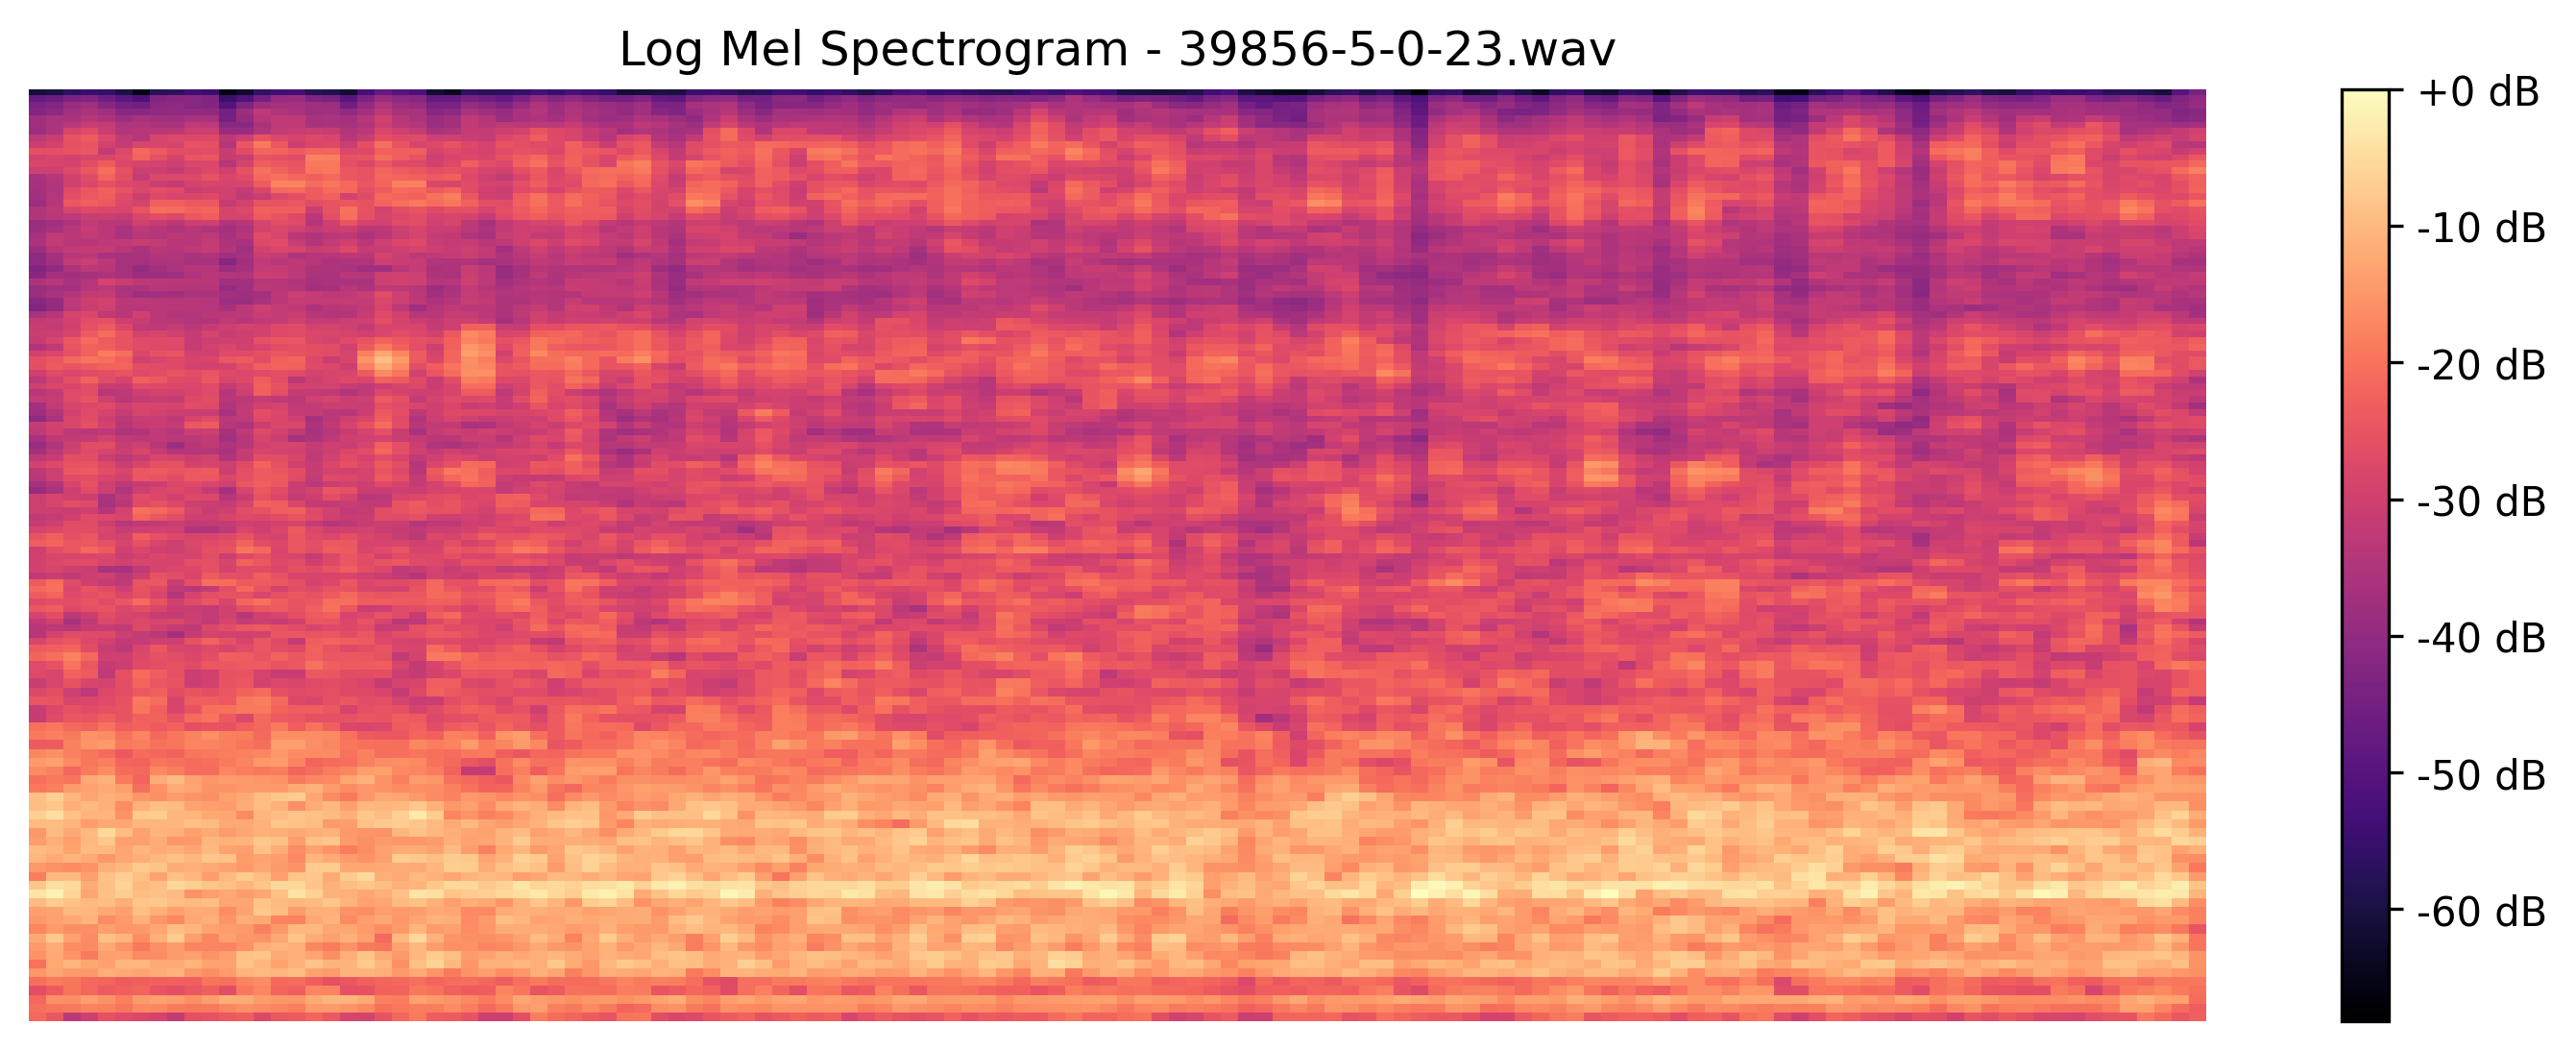 Log Mel Spectrogram - 39856-5-0-23.wav
+0 dB
-10 dB
-20 dB
-30 dB
-40 dB
-50 dB
-60 dB